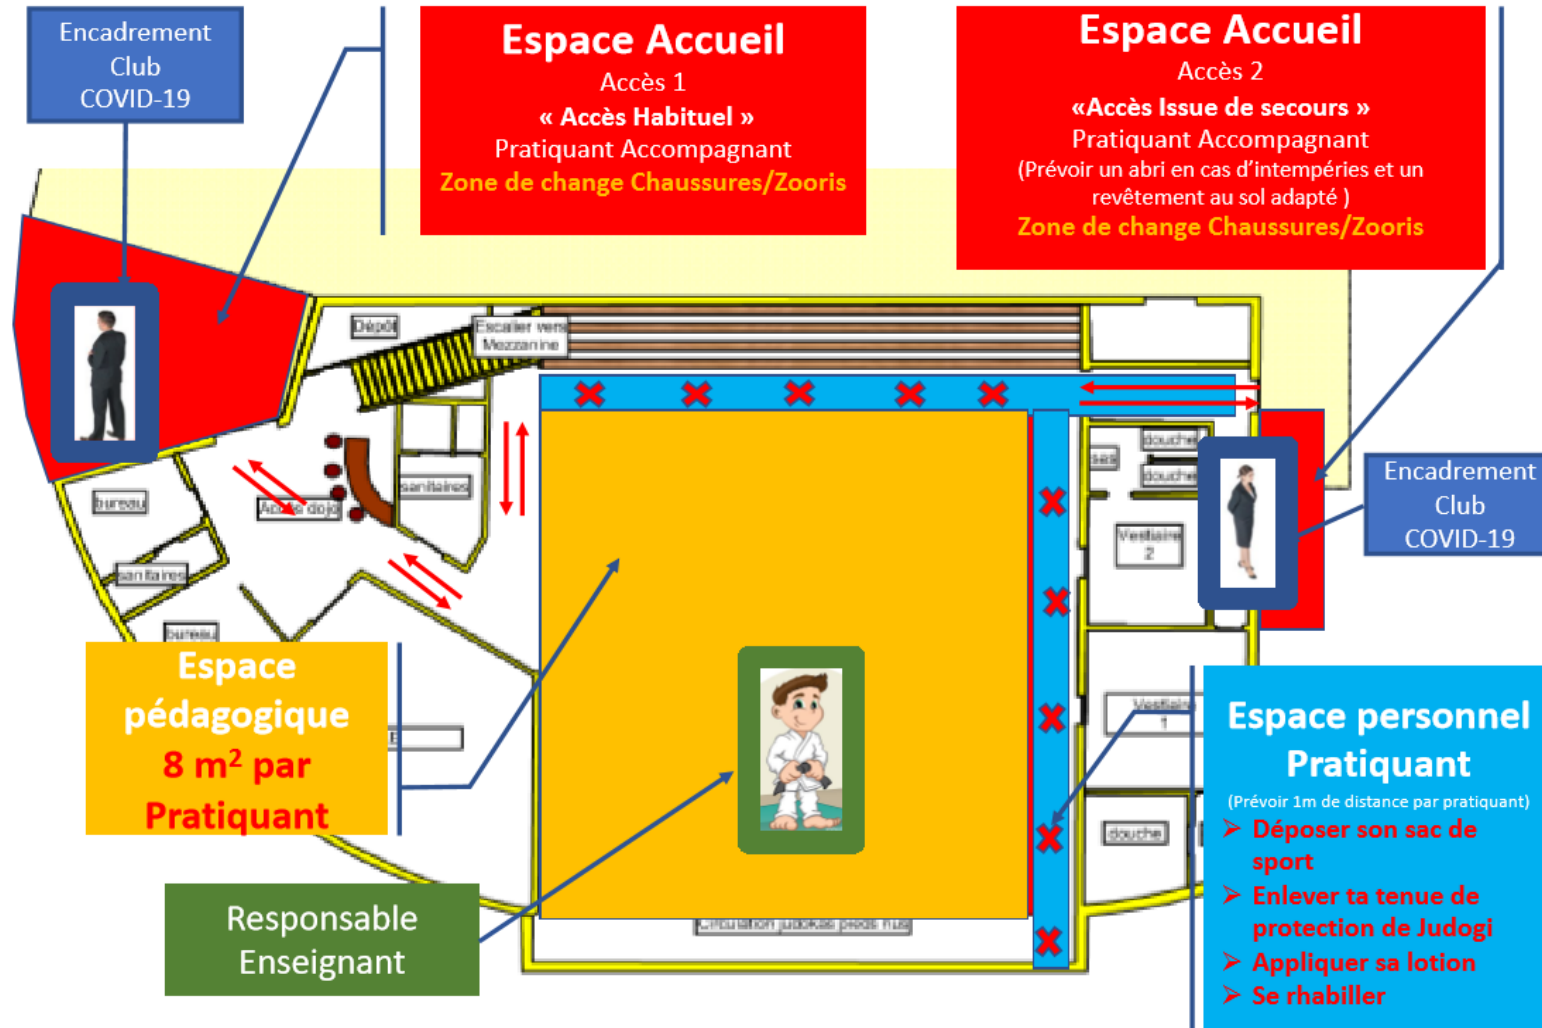 Encadrement
Club
COVID-19
Espace Accueil
Accès 1
« Accès Habituel »
Pratiquant Accompagnant
Zone de change Chaussures/Zooris
Espace Accueil
Accès 2
«Accès Issue de secours »
Pratiquant Accompagnant
(Prévoir un abri en cas d'intempéries et un
revêtement au sol adapté )
Zone de change Chaussures/Zooris
Dépôt
Escalier vers
Mezzanine
bureau
Accès dojo
sanitaires
sanitaires
bureau
sas
douche
douche
Vestiaire
2
Encadrement
Club
COVID-19
Espace
pédagogique
8 m² par
Pratiquant
Vestiaire
1
douche
Espace personnel
Pratiquant
(Prévoir 1m de distance par pratiquant)
➢ Déposer son sac de
sport
➢ Enlever ta tenue de
protection de Judogi
➢ Appliquer sa lotion
➢ Se rhabiller
Responsable
Enseignant
Circulation judokas pieds nus